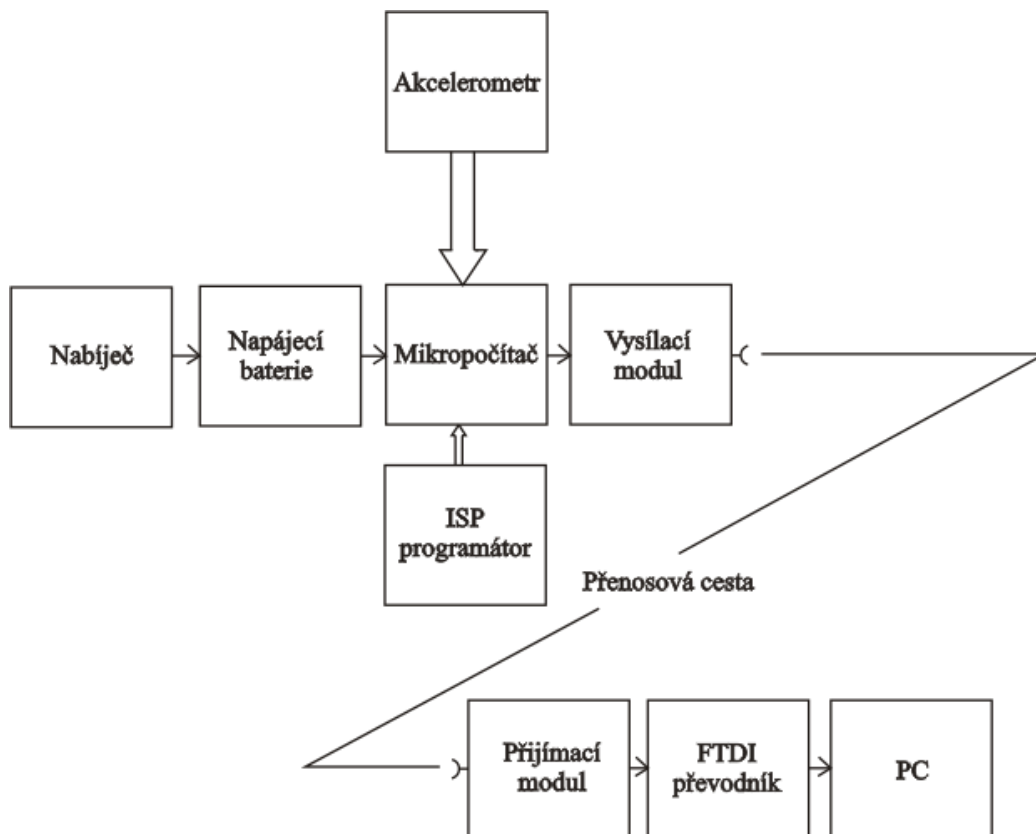 Akcelerometr
Nabíječ
Napájecí
baterie
Mikropočítač
Vysílací
modul
ISP
programátor
Přenosová cesta
Přijímací
modul
FTDI
převodník
PC